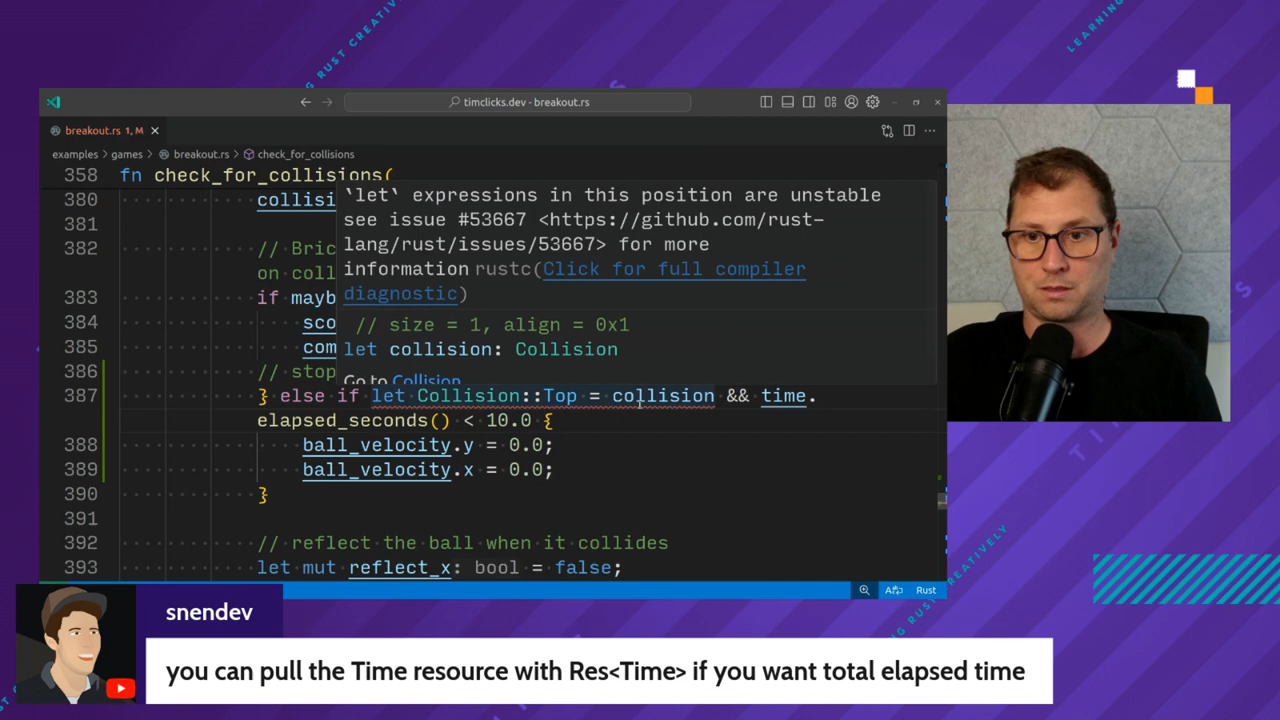 G RUST CREATIV
LEARNING
timclicks.dev - breakout.rs
breakout.rs 1, M
examples > games > breakout.rs > check_for_collisions
358 fn check_for_collisions(
380 collisi
381
382 // Bric
on coll
383 if mayb
384 sco
385 com
386 // stop
`let` expressions in this position are unstable
see issue #53667 <https://github.com/rust-
lang/rust/issues/53667> for more
information rustc(Click for full compiler
diagnostic)
// size = 1, align = 0x1
let collision: Collision
Go to Collision
387 } else if let Collision::Top = collision && time.
elapsed_seconds() < 10.0 {
388 ball_velocity.y = 0.0;
389 ball_velocity.x = 0.0;
390 }
391
392 // reflect the ball when it collides
393 let mut reflect_x: bool = false;
Rust
snendev
you can pull the Time resource with Res<Time> if you want total elapsed time